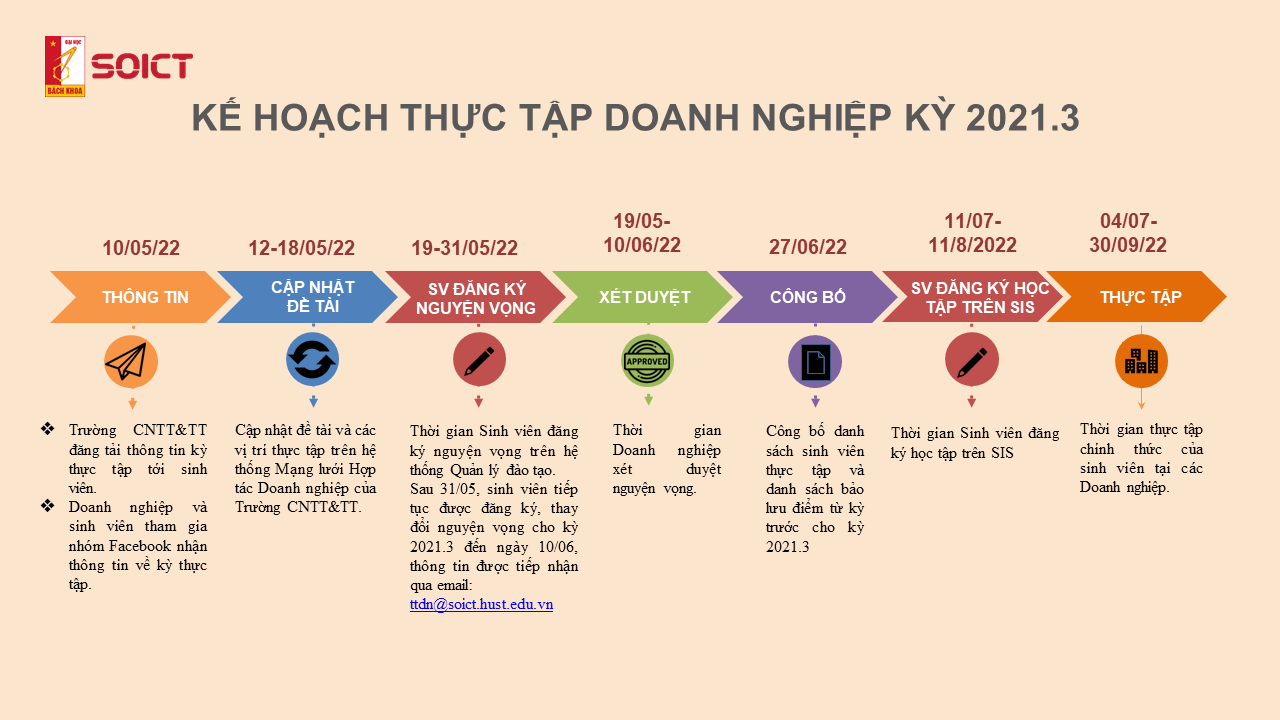 ĐẠI HỌC
BÁCH KHOA
SOICT
KẾ HOẠCH THỰC TẬP DOANH NGHIỆP KỲ 2021.3
10/05/22
THÔNG TIN
❖ Trường CNTT&TT
đăng tải thông tin kỳ
thực tập tới sinh
viên.
❖ Doanh nghiệp và
sinh viên tham gia
nhóm Facebook nhận
thông tin về kỳ thực
tập.
12-18/05/22
CẬP NHẬT
ĐỀ TÀI
Cập nhật đề tài và các
vị trí thực tập trên hệ
thống Mạng lưới Hợp
tác Doanh nghiệp của
Trường CNTT&TT.
19-31/05/22
SV ĐĂNG KÝ
NGUYỆN VỌNG
Thời gian Sinh viên đăng
ký nguyện vọng trên hệ
thống Quản lý đào tạo.
Sau 31/05, sinh viên tiếp
tục được đăng ký, thay
đổi nguyện vọng cho kỳ
2021.3 đến ngày 10/06,
thông tin được tiếp nhận
qua email:
ttdn@soict.hust.edu.vn
19/05-
10/06/22
XÉT DUYỆT
APPROVED
Thời gian
Doanh nghiệp
xét duyệt
nguyện vọng.
27/06/22
CÔNG BỐ
Công bố danh
sách sinh viên
thực tập và
danh sách bảo
lưu điểm từ kỳ
trước cho kỳ
2021.3
11/07-
11/8/2022
SV ĐĂNG KÝ HỌC
TẬP TRÊN SIS
Thời gian Sinh viên đăng
ký học tập trên SIS
04/07-
30/09/22
THỰC TẬP
Thời gian thực tập
chính thức của
sinh viên tại các
Doanh nghiệp.